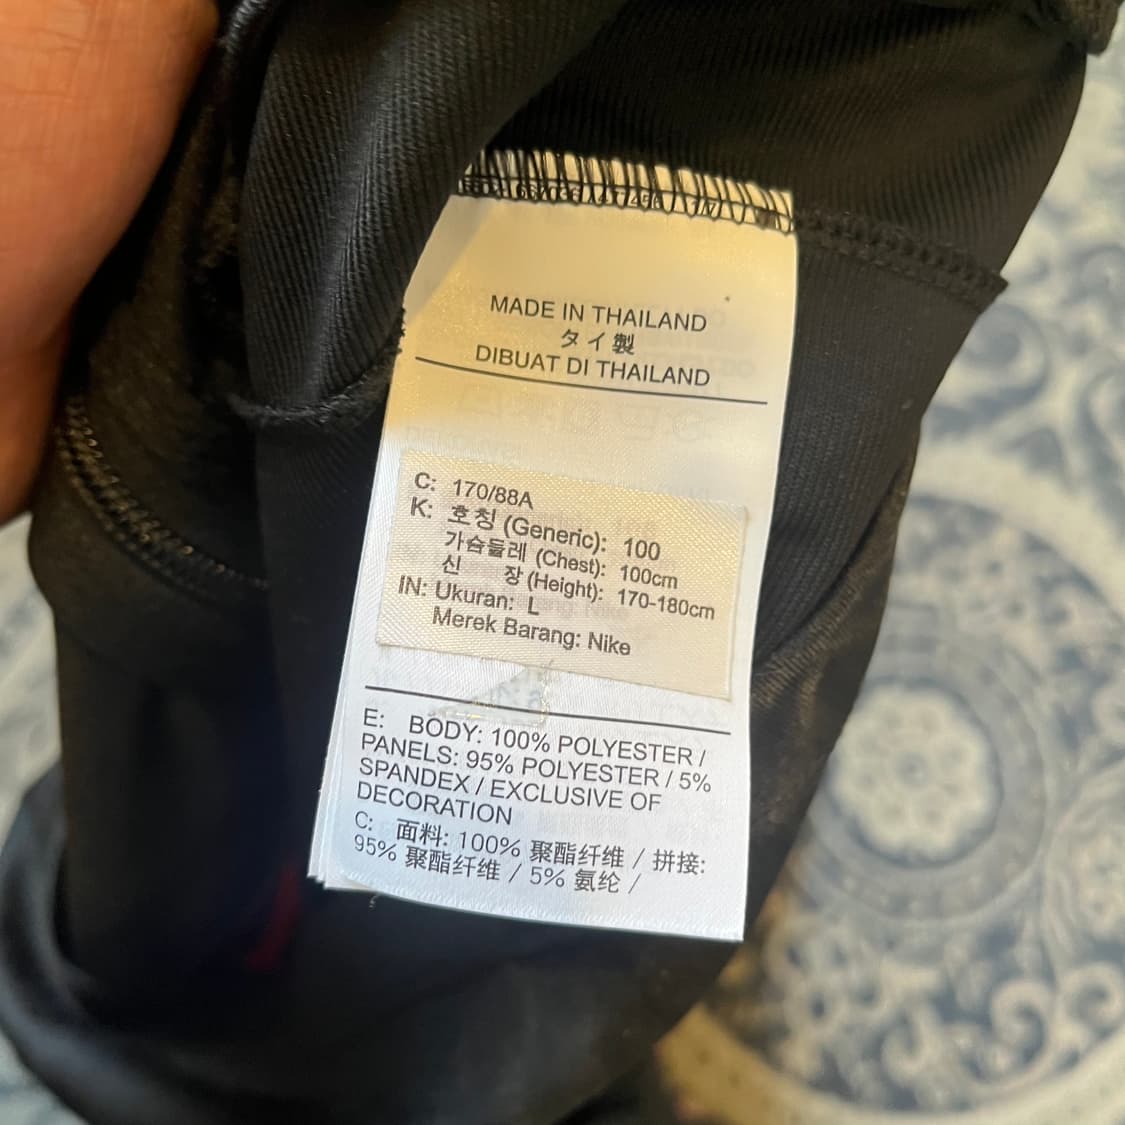 MADE IN THAILAND
タイ製
DIBUAT DI THAILAND
C: 170/88A
K: 호칭 (Generic): 100
가슴둘레 (Chest): 100cm
신 장 (Height): 170-180cm
IN: Ukuran: L
Merek Barang: Nike
E: BODY: 100% POLYESTER /
PANELS: 95% POLYESTER / 5%
SPANDEX / EXCLUSIVE OF
DECORATION
C: 面料: 100% 聚酯纤维 / 拼接:
95% 聚酯纤维 / 5% 氨纶 /